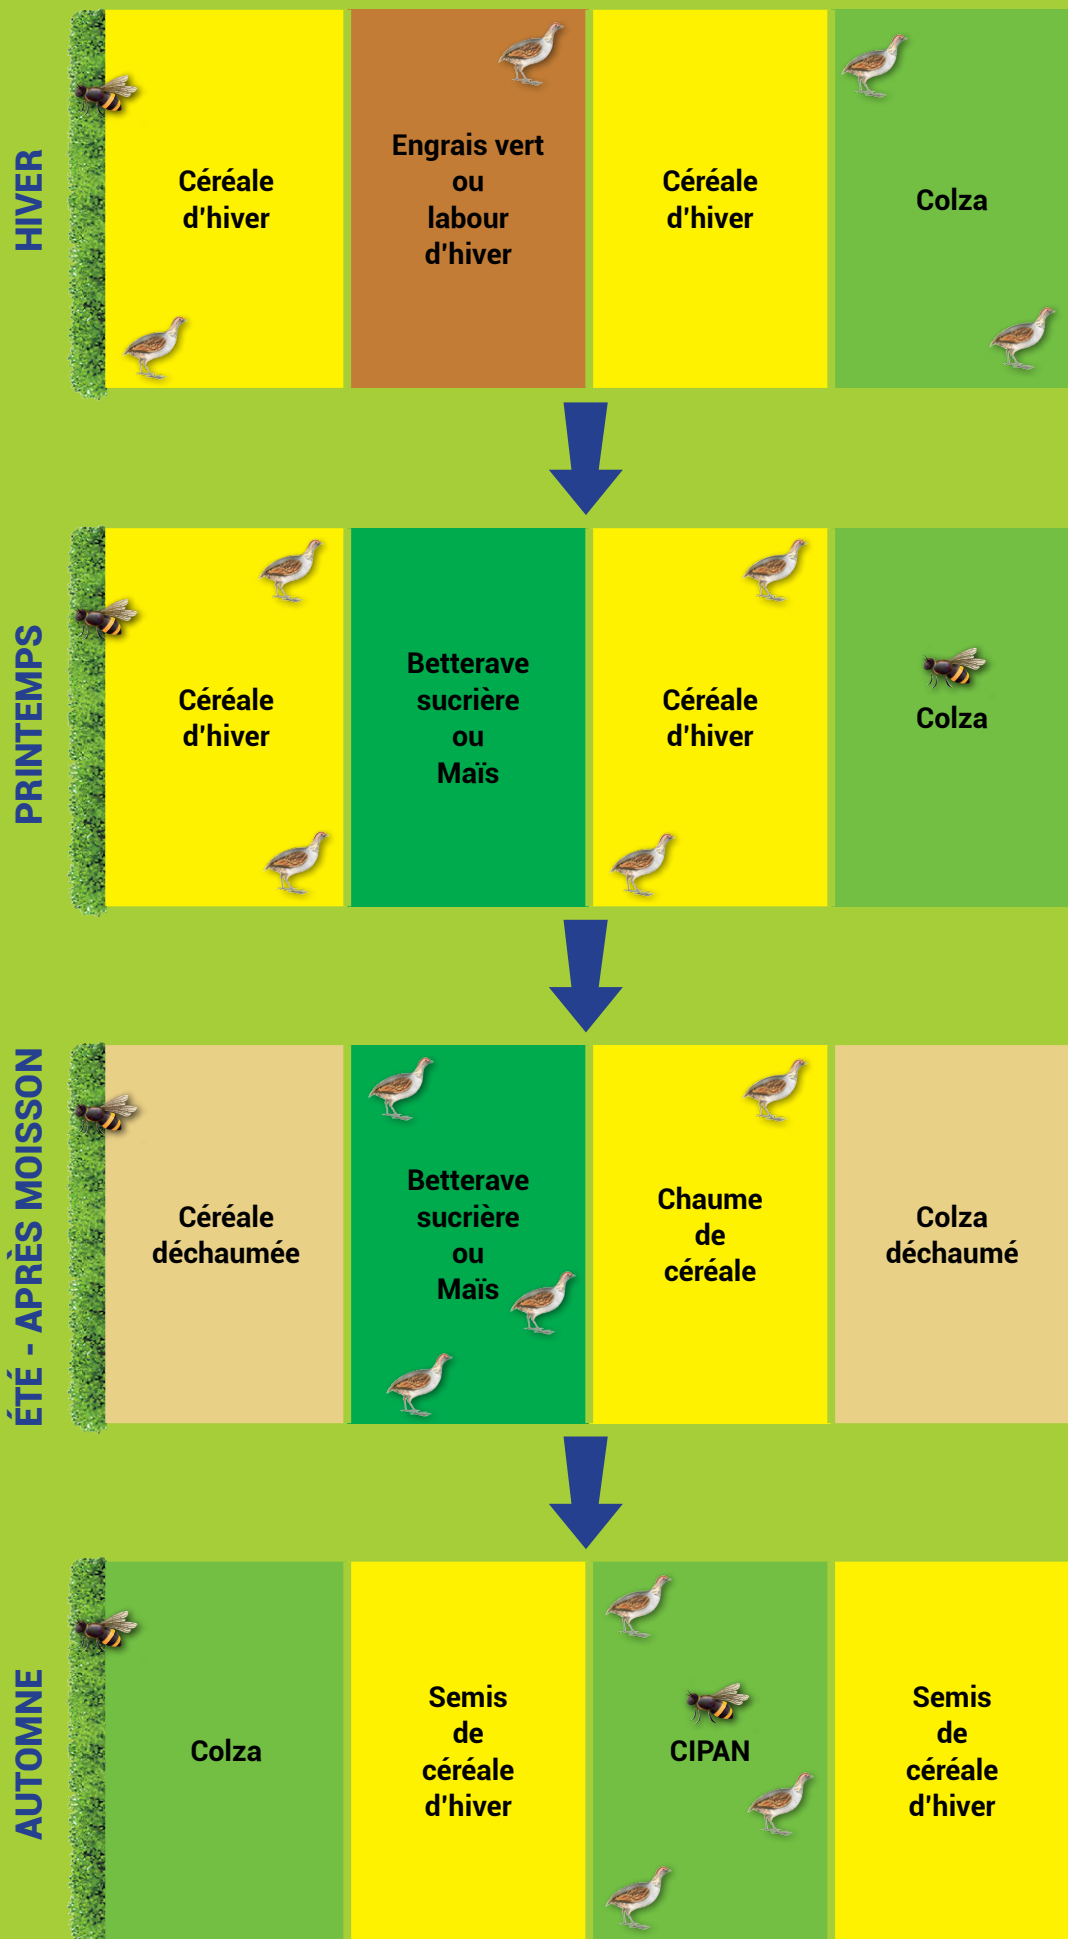 HIVER
Céréale
d'hiver
Engrais vert
ou
labour
d'hiver
Céréale
d'hiver
Colza
PRINTEMPS
Céréale
d'hiver
Betterave
sucrière
ou
Maïs
Céréale
d'hiver
Colza
ÉTÉ - APRÈS MOISSON
Céréale
déchaumée
Betterave
sucrière
ou
Maïs
Chaume
de
céréale
Colza
déchaumé
AUTOMNE
Colza
Semis
de
céréale
d'hiver
CIPAN
Semis
de
céréale
d'hiver